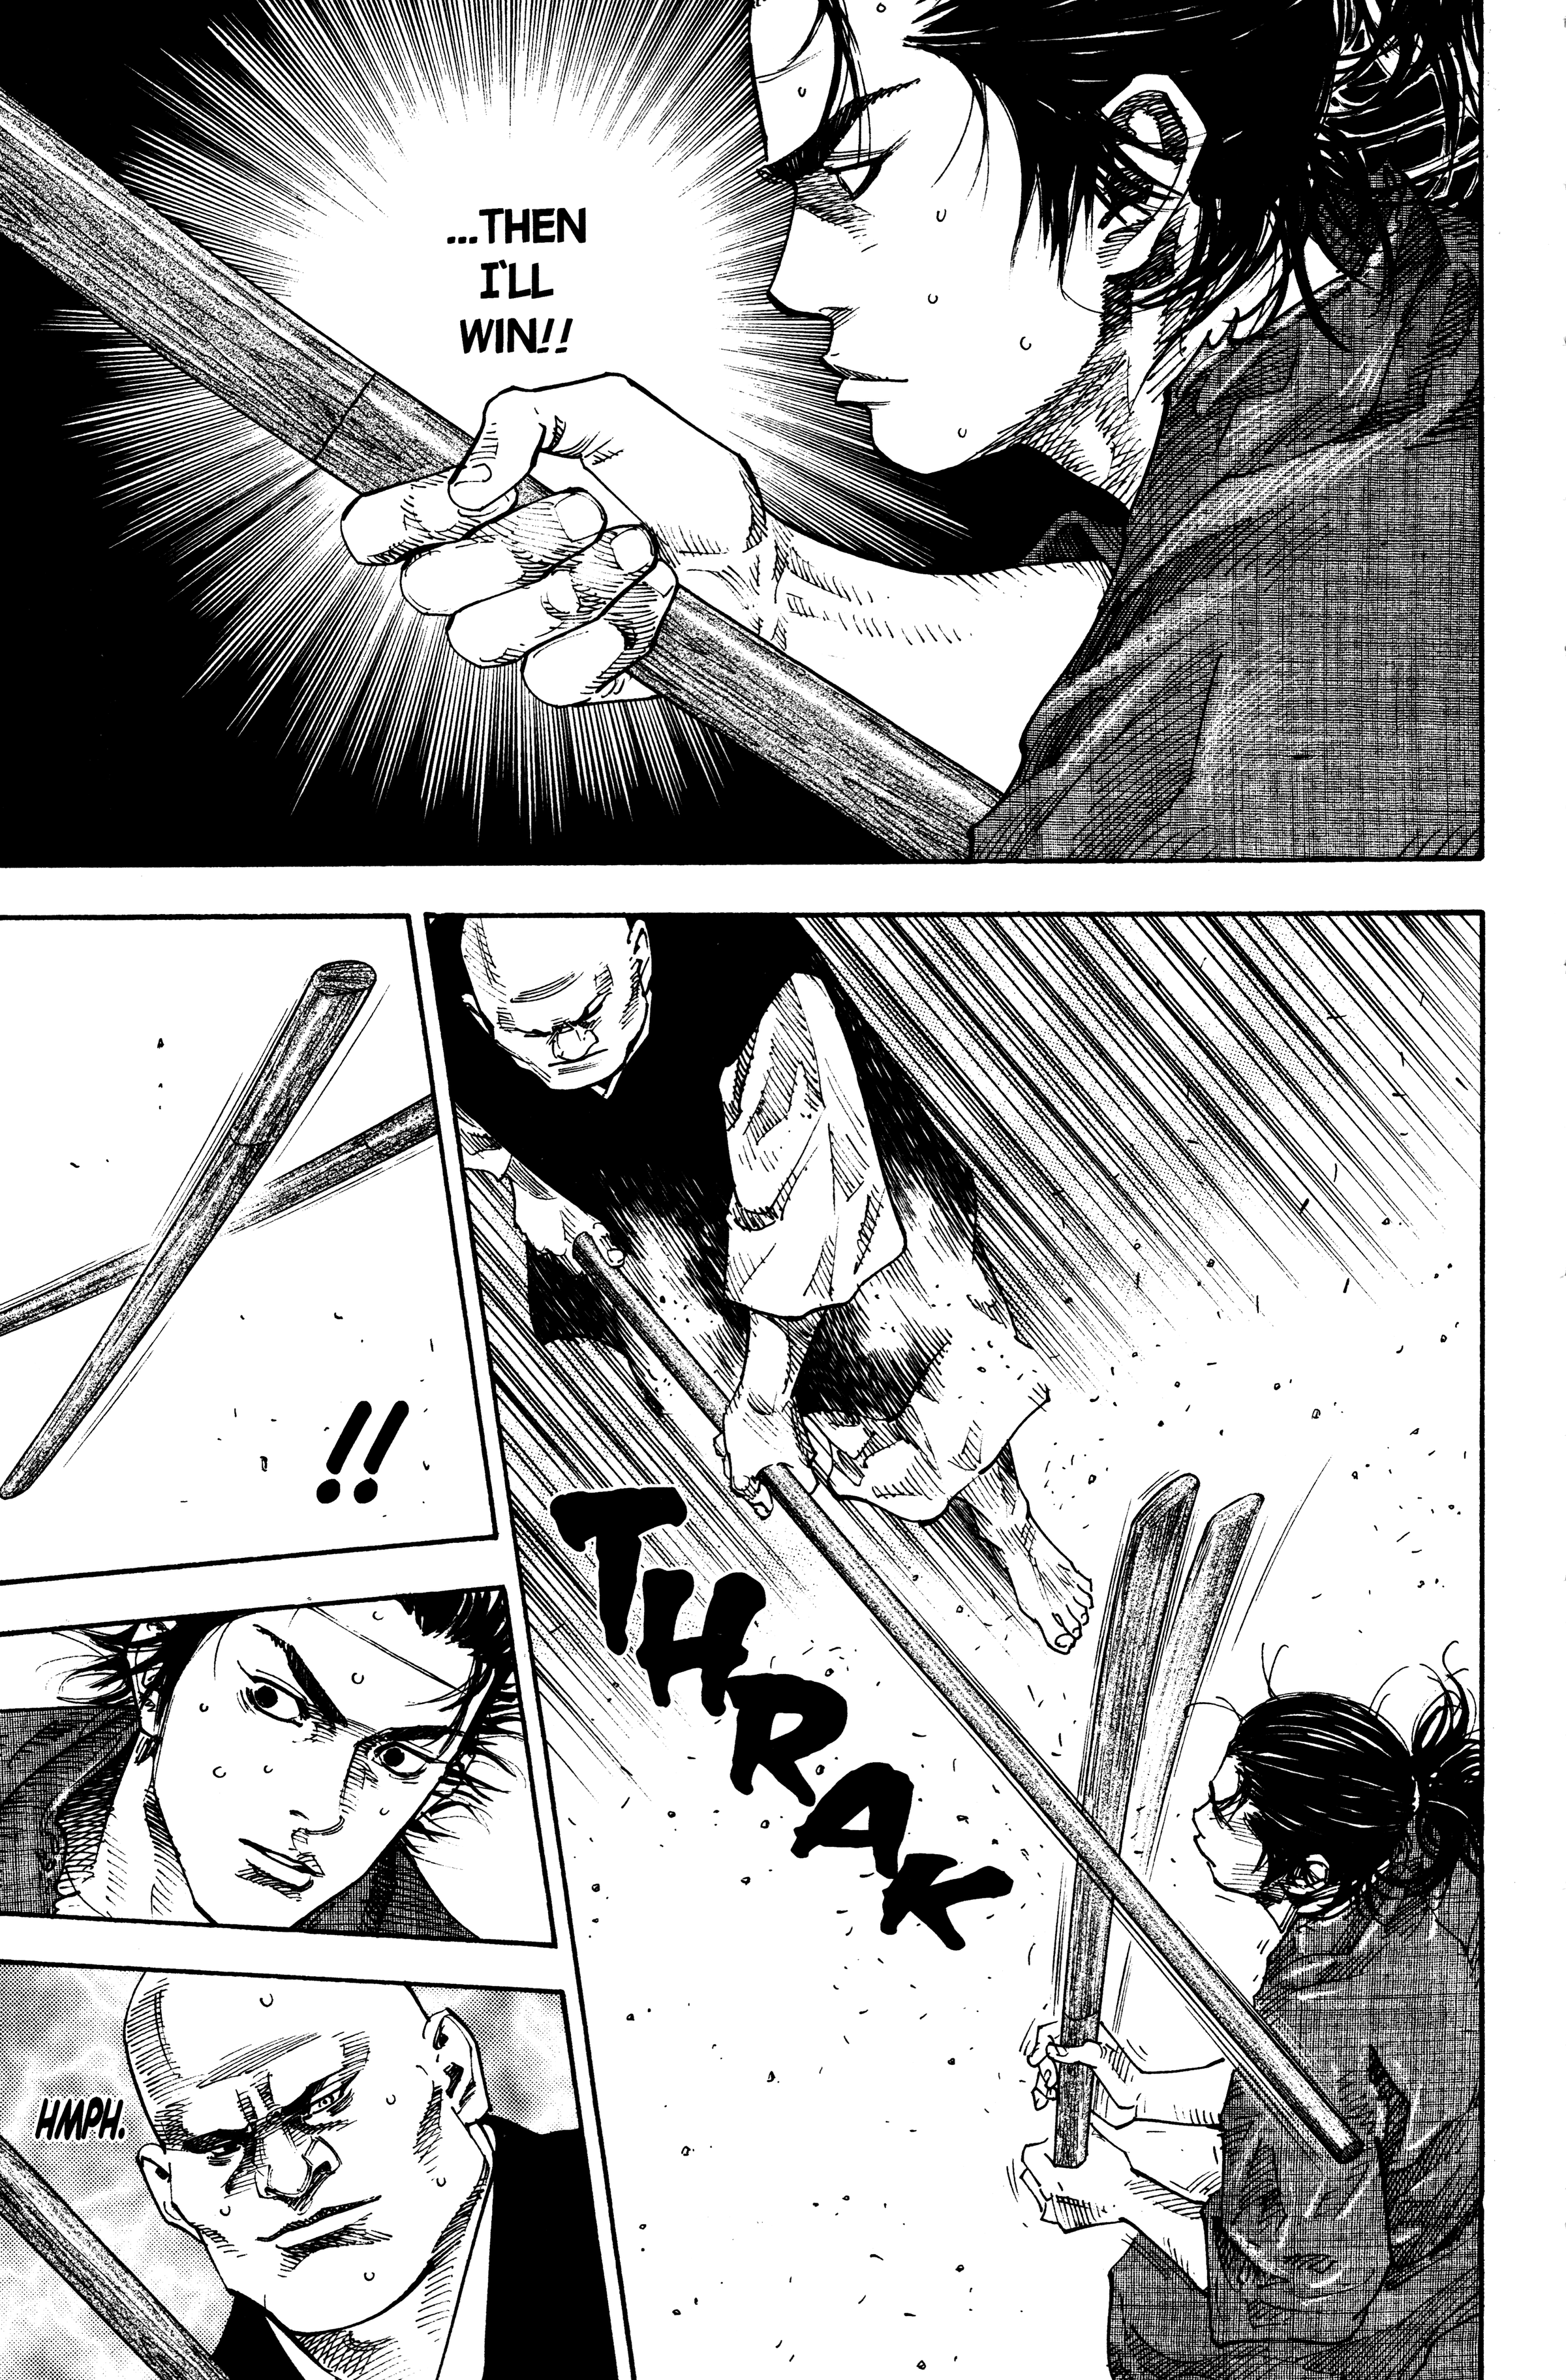 ...THEN
I'LL
WIN!!
THRAK
!!
HMPH.